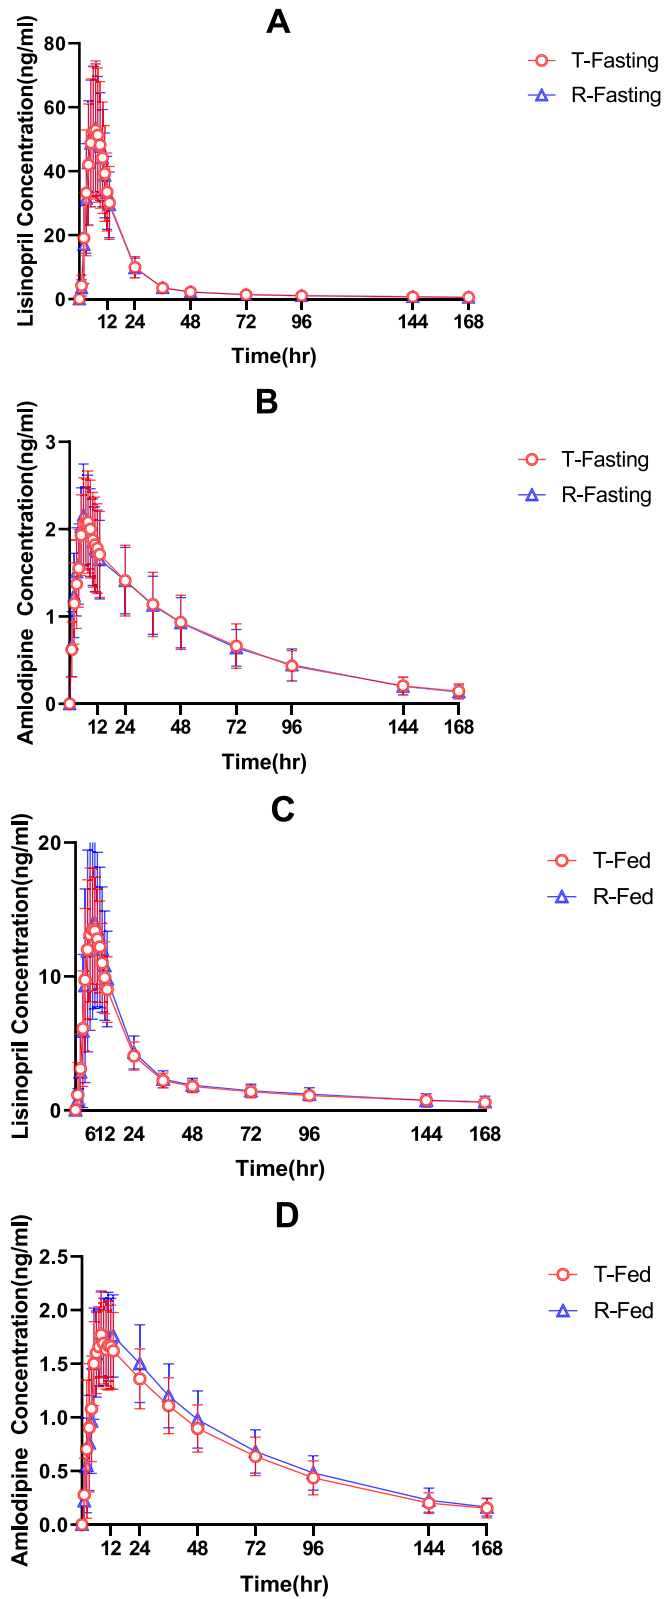 A
Lisinopril Concentration(ng/ml)
80
60
40
20
0
12 24 48 72 96 144 168
Time(hr)
T-Fasting
R-Fasting
B
Amlodipine Concentration(ng/ml)
3
2
1
0
12 24 48 72 96 144 168
Time(hr)
T-Fasting
R-Fasting
C
Lisinopril Concentration(ng/ml)
20
10
0
612 24 48 72 96 144 168
Time(hr)
T-Fed
R-Fed
D
Amlodipine Concentration(ng/ml)
2.5
2.0
1.5
1.0
0.5
0.0
12 24 48 72 96 144 168
Time(hr)
T-Fed
R-Fed